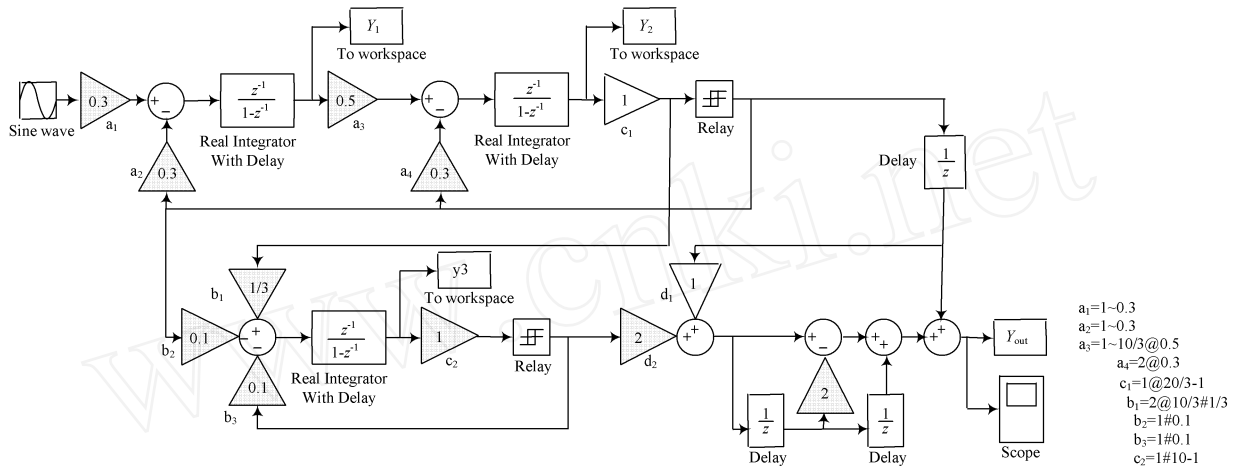 Y1
To workspace
Y2
To workspace
0.3
a1
Sine wave
+
−
z-1
1-z-1
Real Integrator
With Delay
0.5
a3
+
−
z-1
1-z-1
Real Integrator
With Delay
1
c1
Relay
a2
0.3
a4
0.3
Delay
1
z
b1
1/3
y3
To workspace
d1
1
b2
0.1
+
−
−
z-1
1-z-1
Real Integrator
With Delay
1
c2
Relay
2
d2
+
+
+
−
+
+
+
+
Yout
b3
0.1
2
1
z
Delay
1
z
Delay
Scope
a1=1~0.3
a2=1~0.3
a3=1~10/3@0.5
a4=2@0.3
c1=1@20/3-1
b1=2@10/3#1/3
b2=1#0.1
b3=1#0.1
c2=1#10-1
www.cnki.net